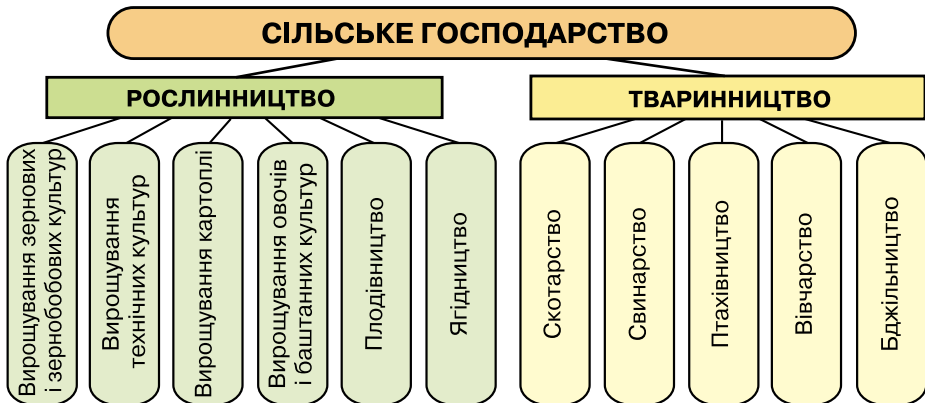 СІЛЬСЬКЕ ГОСПОДАРСТВО
РОСЛИННИЦТВО
ТВАРИННИЦТВО
Вирощування зернових
і зернобобових культур
Вирощування
технічних культур
Вирощування картоплі
Вирощування овочів
і баштанних культур
Плодівництво
Ягідництво
Скотарство
Свинарство
Птахівництво
Вівчарство
Бджільництво